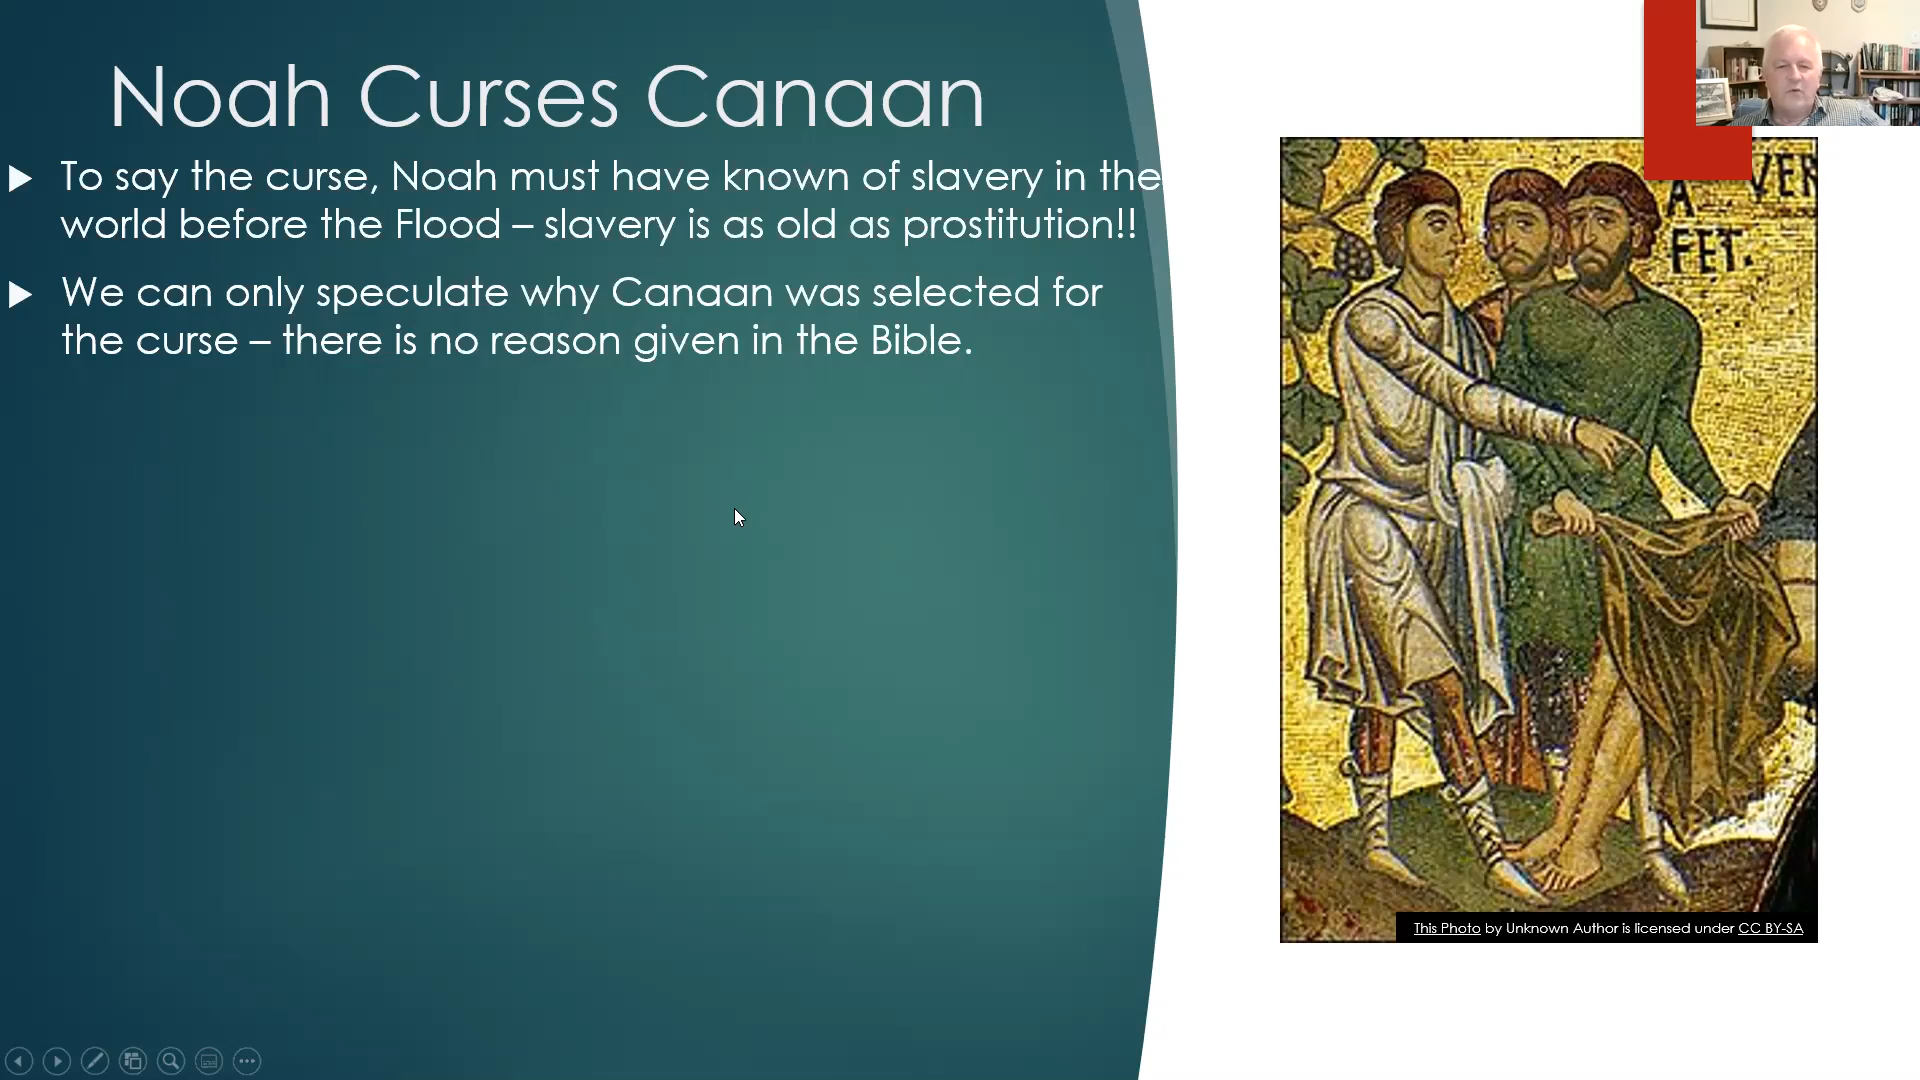 Noah Curses Canaan
To say the curse, Noah must have known of slavery in the
world before the Flood – slavery is as old as prostitution!!
We can only speculate why Canaan was selected for
the curse – there is no reason given in the Bible.
A VER
FET.
This Photo by Unknown Author is licensed under CC BY-SA